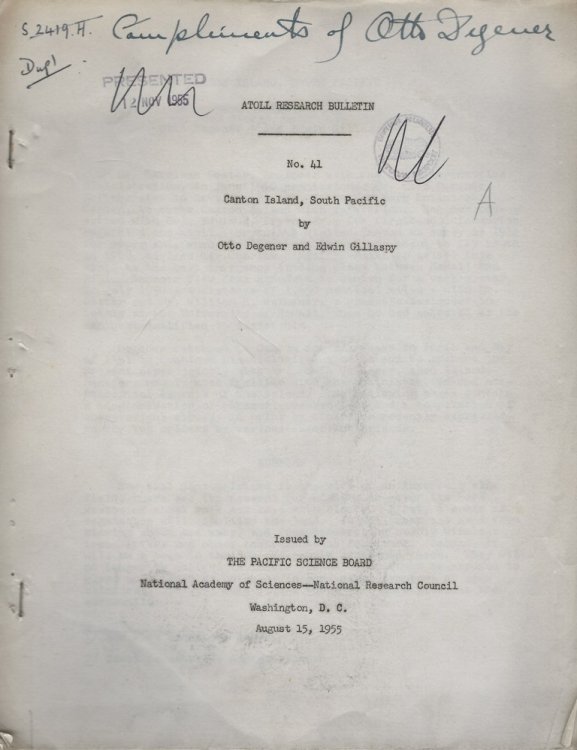 S.2419.H. Compliments of Otto Degener
Dupl
PRESENTED
12 NOV 1955
ATOLL RESEARCH BULLETIN
No. 41
Canton Island, South Pacific
by
Otto Degener and Edwin Gillaspy
A
Issued by
THE PACIFIC SCIENCE BOARD
National Academy of Sciences—National Research Council
Washington, D. C.
August 15, 1955